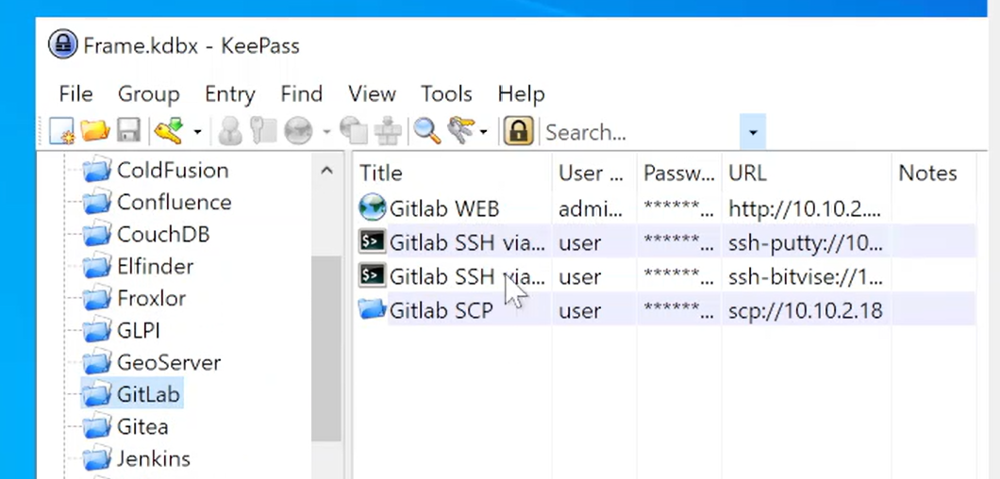 Frame.kdbx - KeePass
File Group Entry Find View Tools Help
Search...
ColdFusion
Confluence
CouchDB
Elfinder
Froxlor
GLPI
GeoServer
GitLab
Gitea
Jenkins
Title User ... Passw... URL Notes
Gitlab WEB admi... ******... http://10.10.2....
$> Gitlab SSH via... user ******... ssh-putty://10...
$> Gitlab SSH via... user ******... ssh-bitvise://1...
Gitlab SCP user ******... scp://10.10.2.18